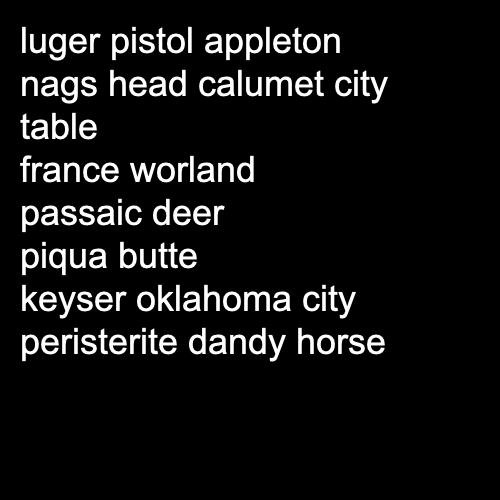 luger pistol appleton
nags head calumet city
table
france worland
passaic deer
piqua butte
keyser oklahoma city
peristerite dandy horse